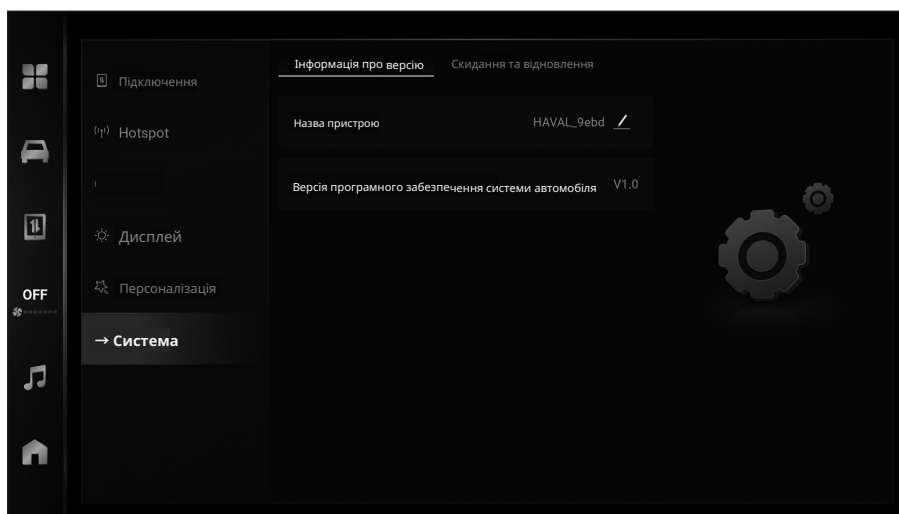 Інформація про версію
Скидання та відновлення
Підключення
Hotspot
Дисплей
Персоналізація
→ Система
OFF
Назва пристрою
HAVAL_9ebd
Версія програмного забезпечення системи автомобіля
V1.0